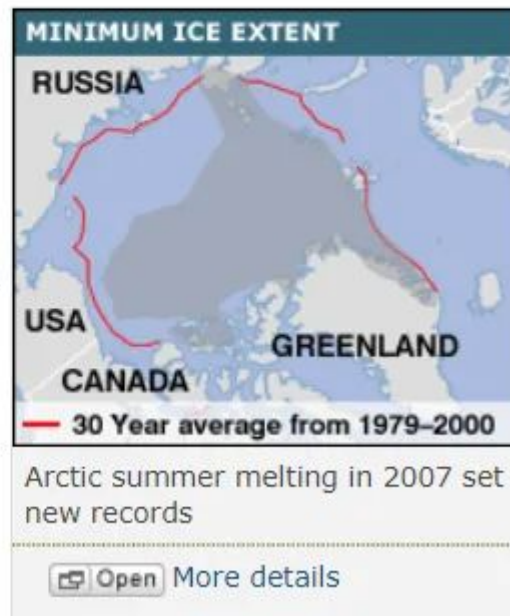 MINIMUM ICE EXTENT
RUSSIA
USA
GREENLAND
CANADA
30 Year average from 1979–2000
Arctic summer melting in 2007 set
new records
Open More details